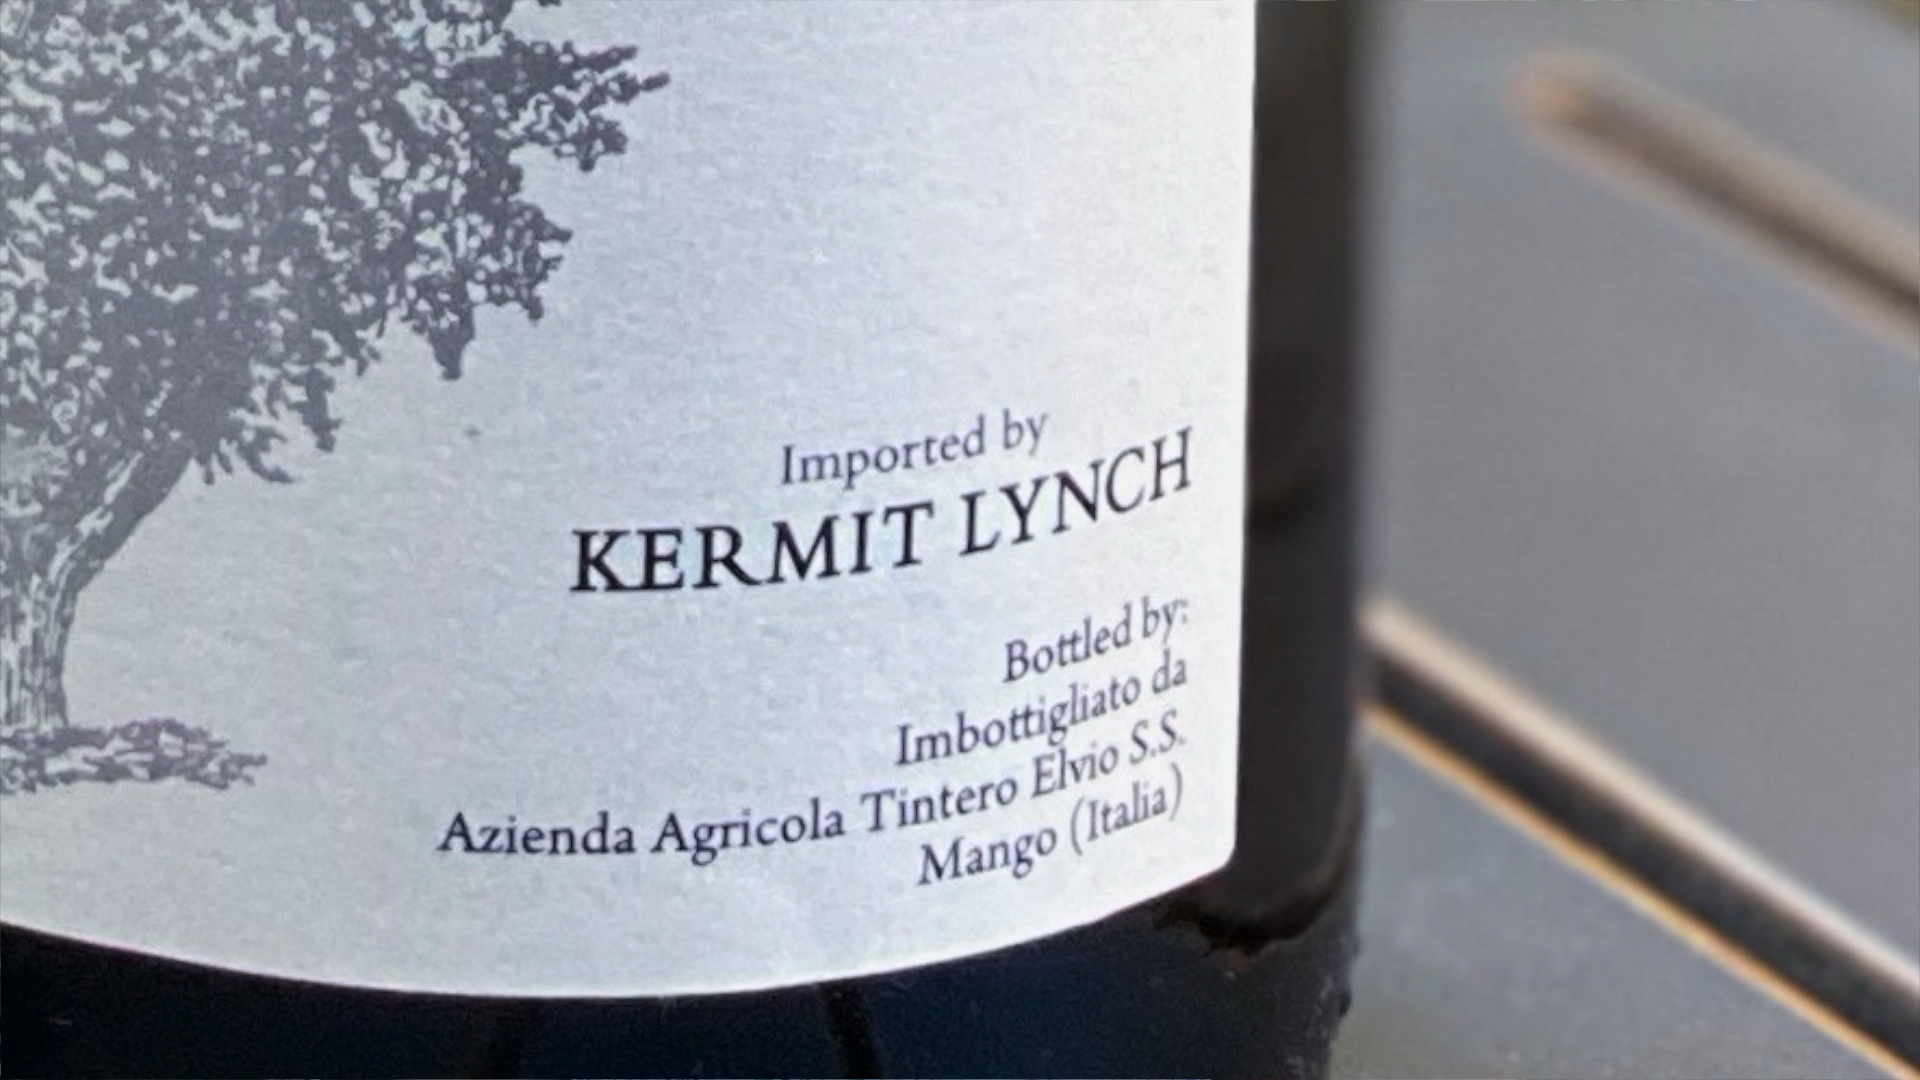 Imported by
KERMIT LYNCH
Bottled by:
Imbottigliato da
Azienda Agricola Tintero Elvio S.S.
Mango (Italia)